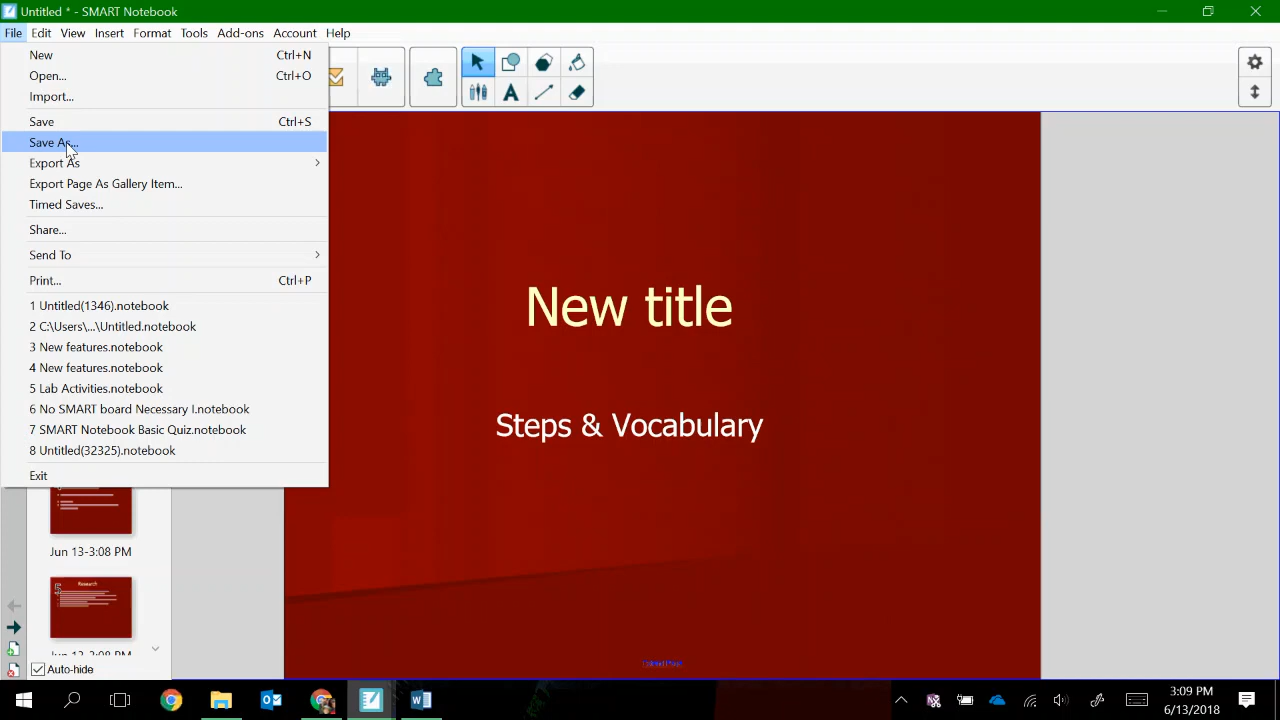 Untitled * - SMART Notebook
File Edit View Insert Format Tools Add-ons Account Help
New Ctrl+N
Open... Ctrl+O
Import...
Save Ctrl+S
Save As...
Export As
Export Page As Gallery Item...
Timed Saves...
Share...
Send To
Print... Ctrl+P
1 Untitled(1346).notebook
2 C:\Users\...\Untitled.notebook
3 New features.notebook
4 New features.notebook
5 Lab Activities.notebook
6 No SMART board Necessary I.notebook
7 SMART Notebook Basic Quiz.notebook
8 Untitled(32325).notebook
Exit
New title
Steps & Vocabulary
Jun 13-3:08 PM
Research
Auto-hide
3:09 PM
6/13/2018